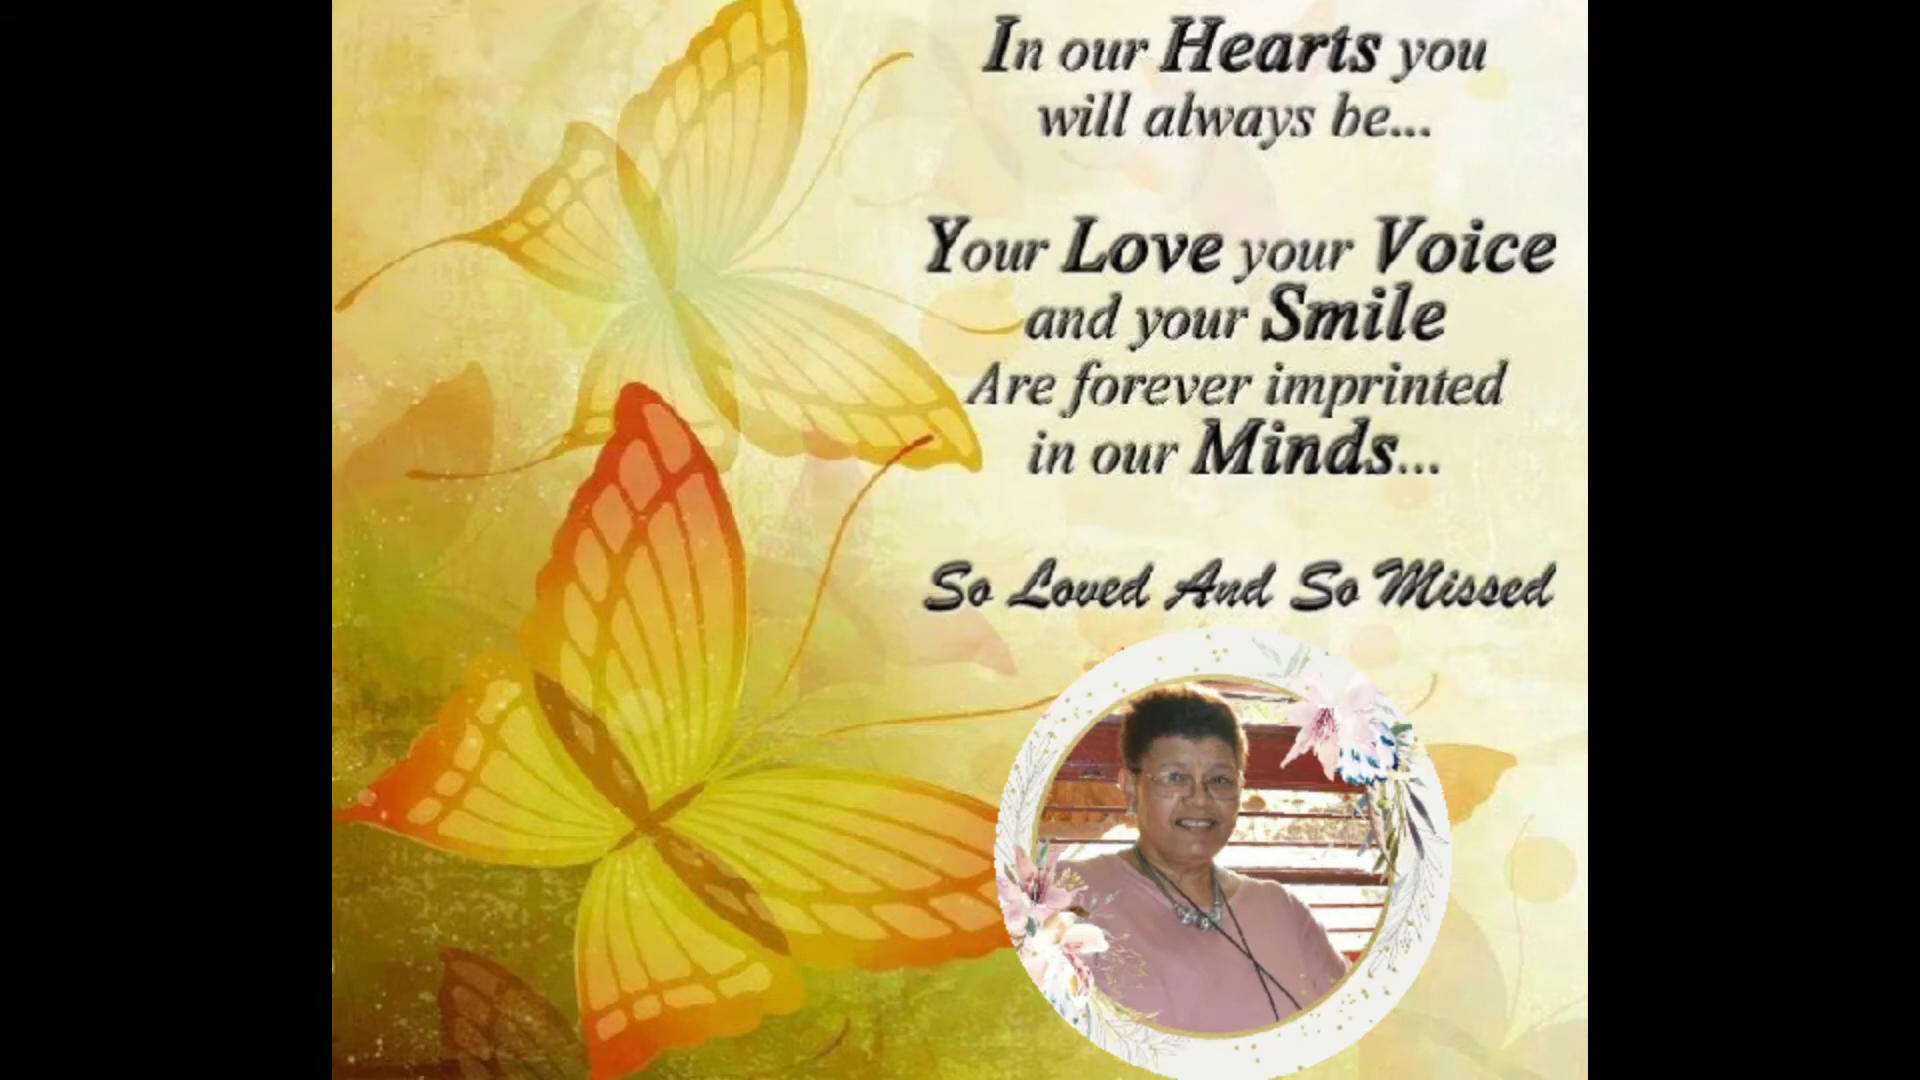 In our Hearts you
will always be...
Your Love your Voice
and your Smile
Are forever imprinted
in our Minds...
So Loved And So Missed